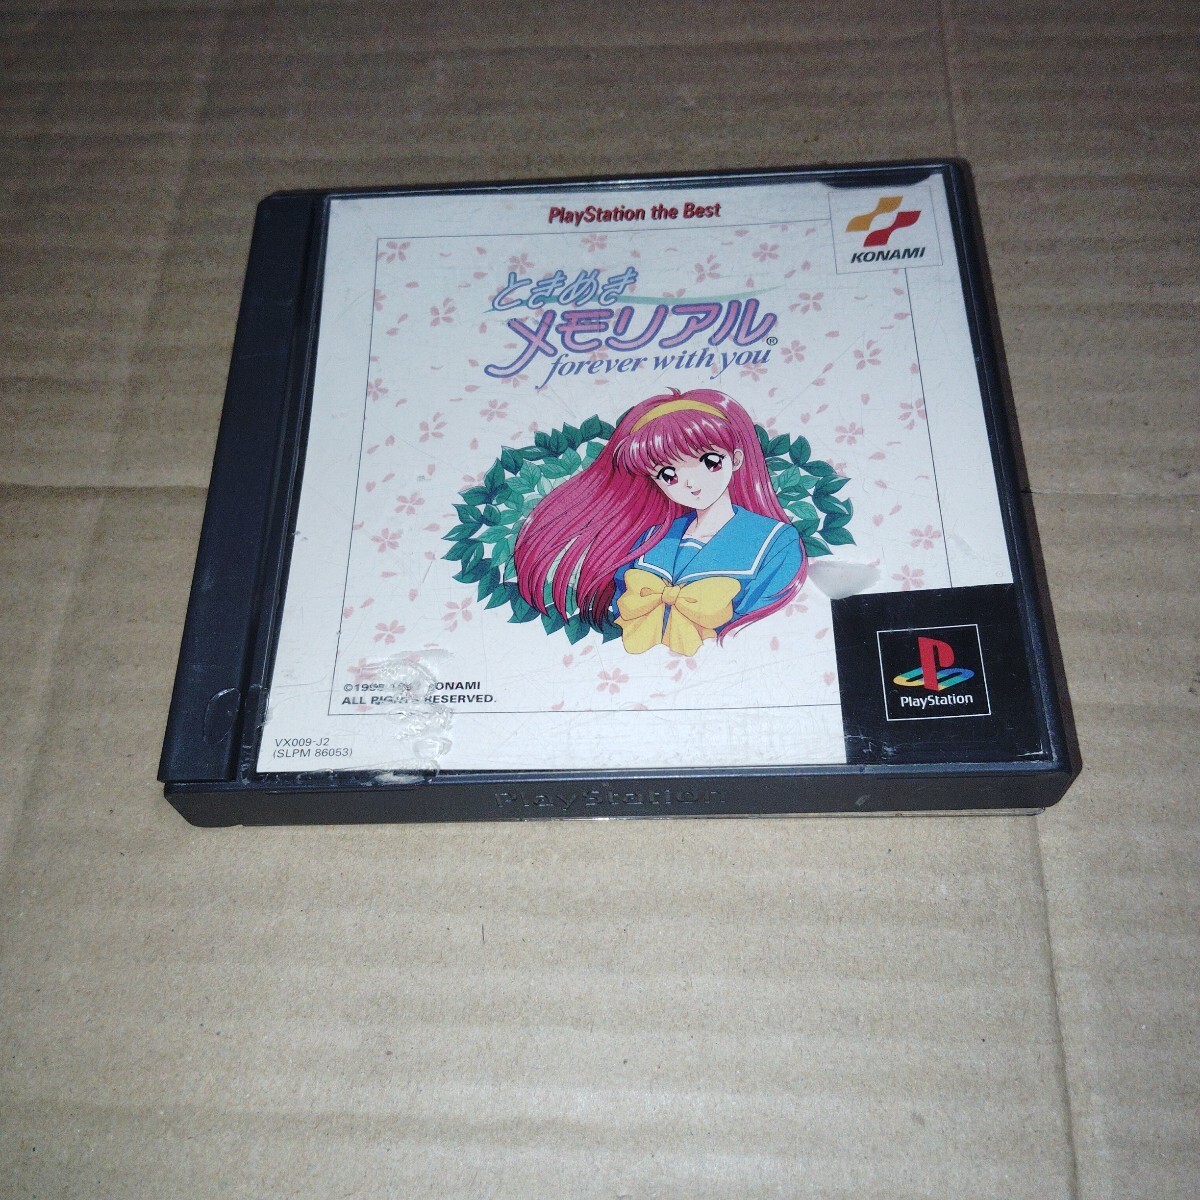 PlayStation the Best
KONAMI
ときめき
メモリアル®
forever with you
© KONAMI
ALL RIGHTS RESERVED.
VX009-J2
(SLPM 86053)
PlayStation
PlayStation